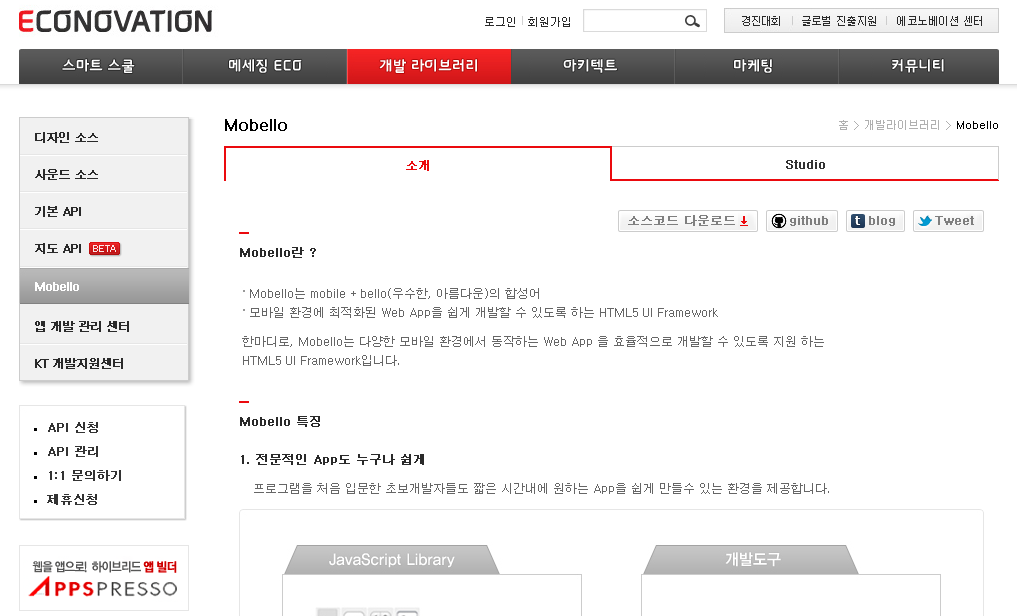 ECONOVATION
로그인 회원가입
경진대회 글로벌 진출지원 에코노베이션 센터
스마트 스쿨 메세징 ECO 개발 라이브러리 아키텍트 마케팅 커뮤니티
디자인 소스
사운드 소스
기본 API
지도 API BETA
Mobello
앱 개발 관리 센터
KT 개발지원센터
API 신청
API 관리
1:1 문의하기
제휴신청
웹을 앱으로! 하이브리드 앱 빌더
APPSPRESSO
Mobello
홈 > 개발라이브러리 > Mobello
소개 Studio
소스코드 다운로드 github blog Tweet
Mobello란 ?
· Mobello는 mobile + bello(우수한, 아름다운)의 합성어
· 모바일 환경에 최적화된 Web App을 쉽게 개발할 수 있도록 하는 HTML5 UI Framework
한마디로, Mobello는 다양한 모바일 환경에서 동작하는 Web App 을 효율적으로 개발할 수 있도록 지원 하는
HTML5 UI Framework입니다.
Mobello 특징
1. 전문적인 App도 누구나 쉽게
프로그램을 처음 입문한 초보개발자들도 짧은 시간내에 원하는 App을 쉽게 만들수 있는 환경을 제공합니다.
JavaScript Library 개발도구